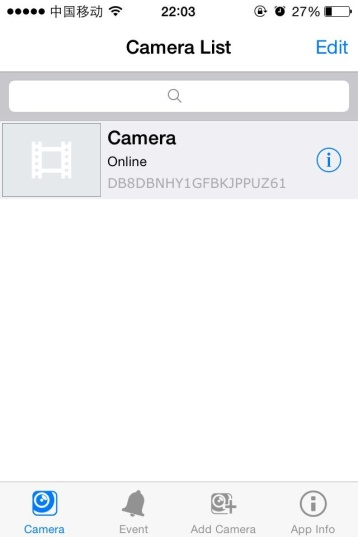 中国移动 22:03 27%
Camera List Edit
Camera
Online
DB8DBNHY1GFBKJPPUZ61
Camera Event Add Camera App Info